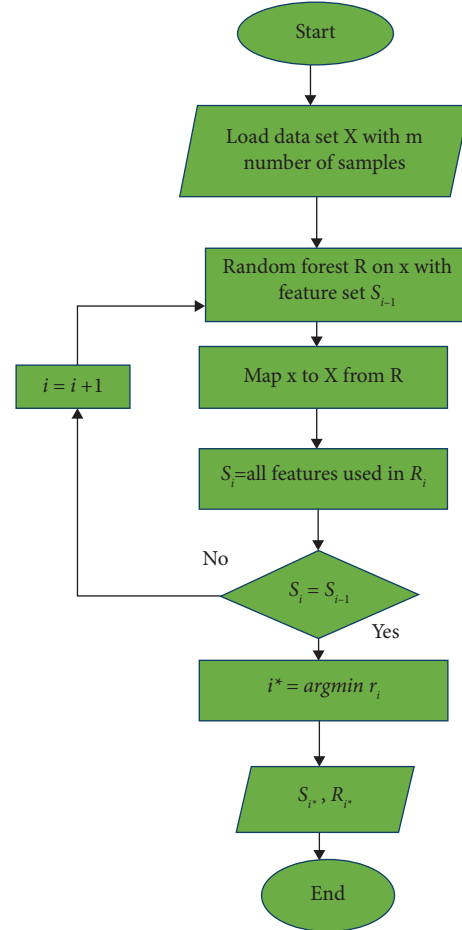 Start
Load data set X with m
number of samples
Random forest R on x with
feature set S_{i–1}
i = i +1
Map x to X from R
S_i=all features used in R_i
No
S_i = S_{i–1}
Yes
i* = argmin r_i
S_{i*} , R_{i*}
End